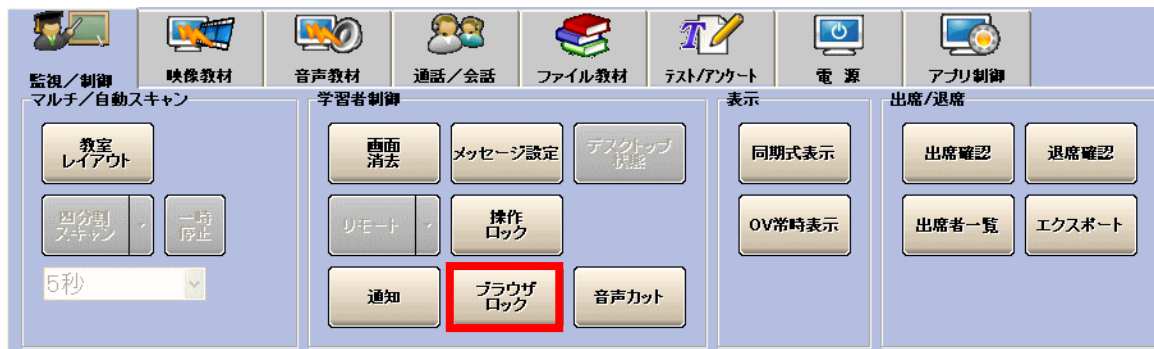 監視／制御
映像教材
音声教材
通話／会話
ファイル教材
テスト/アンケート
電 源
アプリ制御
マルチ／自動スキャン
学習者制御
表示
出席/退席
教室
レイアウト
画面
消去
メッセージ設定
デスクトップ
状態
同期式表示
出席確認
退席確認
四分割
スキャン
一時
停止
リモート
操作
ロック
OV常時表示
出席者一覧
エクスポート
5秒
通知
ブラウザ
ロック
音声カット